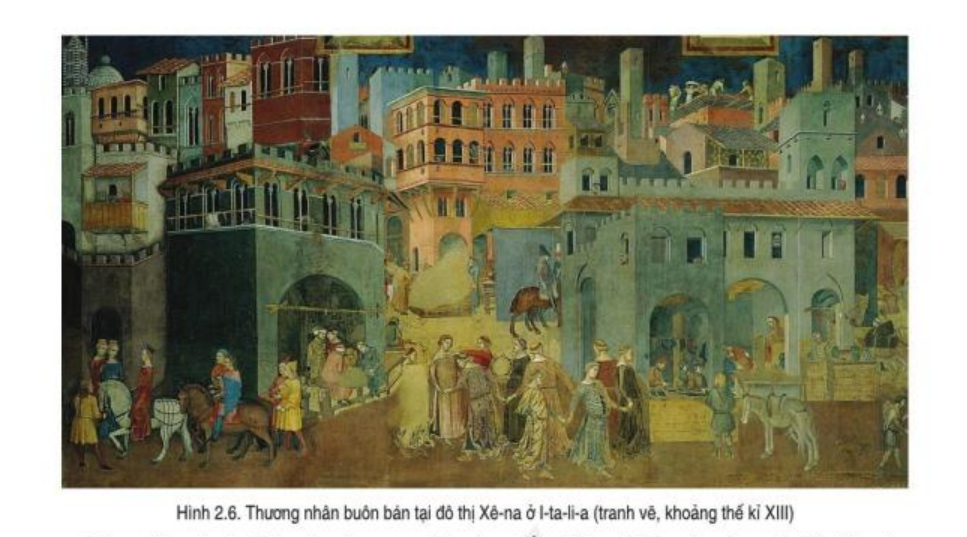 Hình 2.6. Thương nhân buôn bán tại đô thị Xê-na ở I-ta-li-a (tranh vẽ, khoảng thế kỉ XIII)